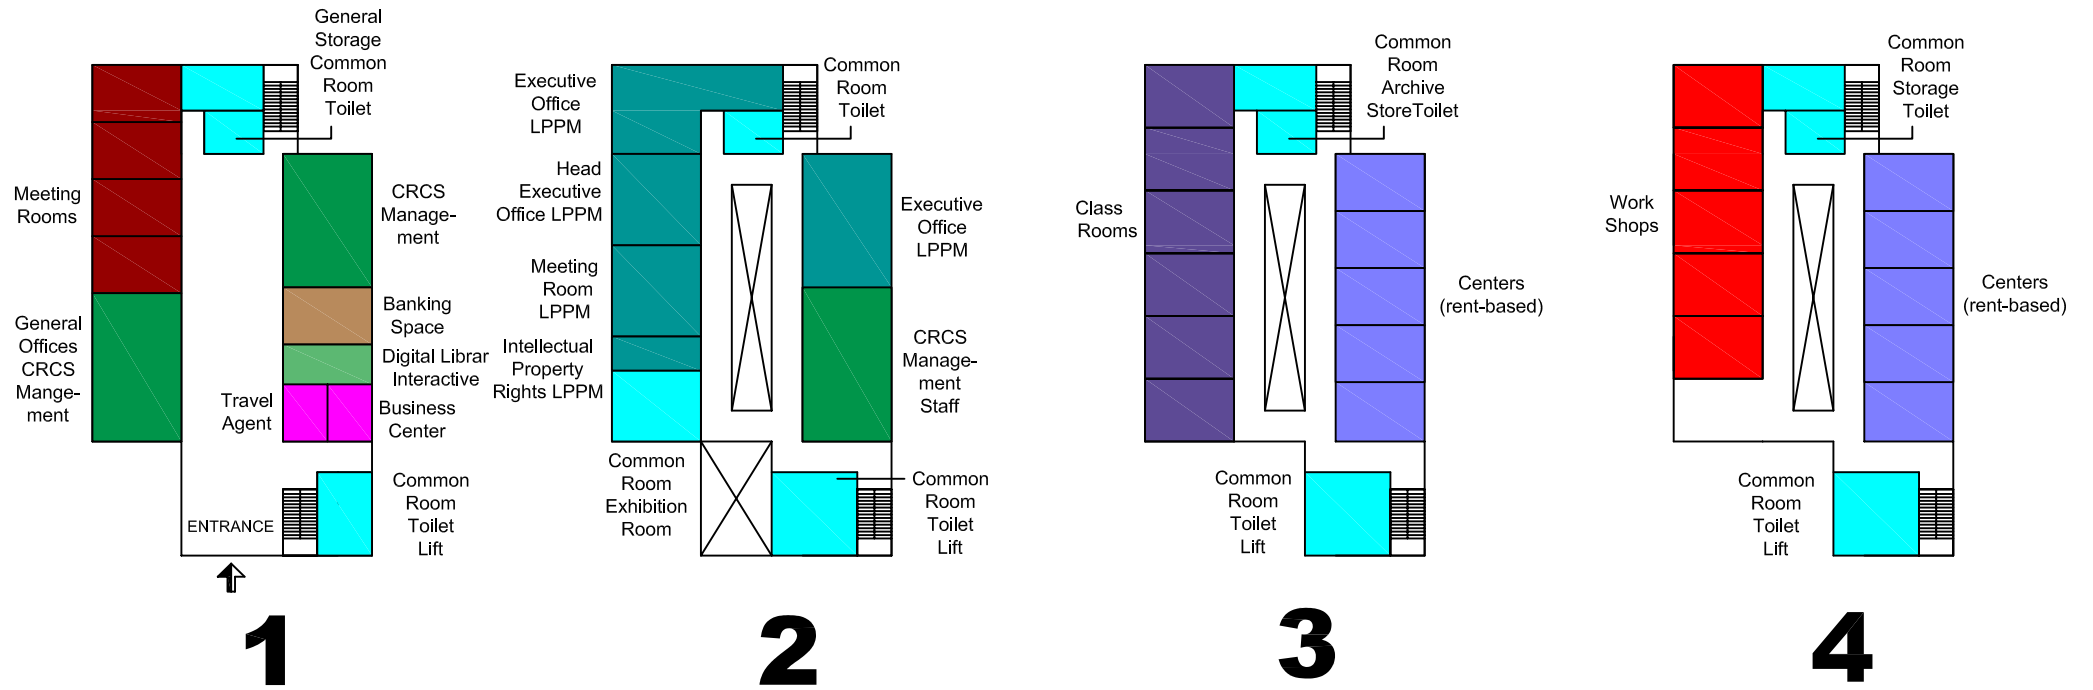 General
Storage
Common
Room
Toilet
Meeting
Rooms
CRCS
Manage-
ment
General
Offices
CRCS
Mange-
ment
Banking
Space
Digital Librar
Interactive
Travel
Agent
Business
Center
Common
Room
Toilet
Lift
ENTRANCE
1
Executive
Office
LPPM
Common
Room
Toilet
Head
Executive
Office LPPM
Executive
Office
LPPM
Meeting
Room
LPPM
Intellectual
Property
Rights LPPM
CRCS
Manage-
ment
Staff
Common
Room
Exhibition
Room
Common
Room
Toilet
Lift
2
Common
Room
Archive
StoreToilet
Class
Rooms
Centers
(rent-based)
Common
Room
Toilet
Lift
3
Common
Room
Storage
Toilet
Work
Shops
Centers
(rent-based)
Common
Room
Toilet
Lift
4